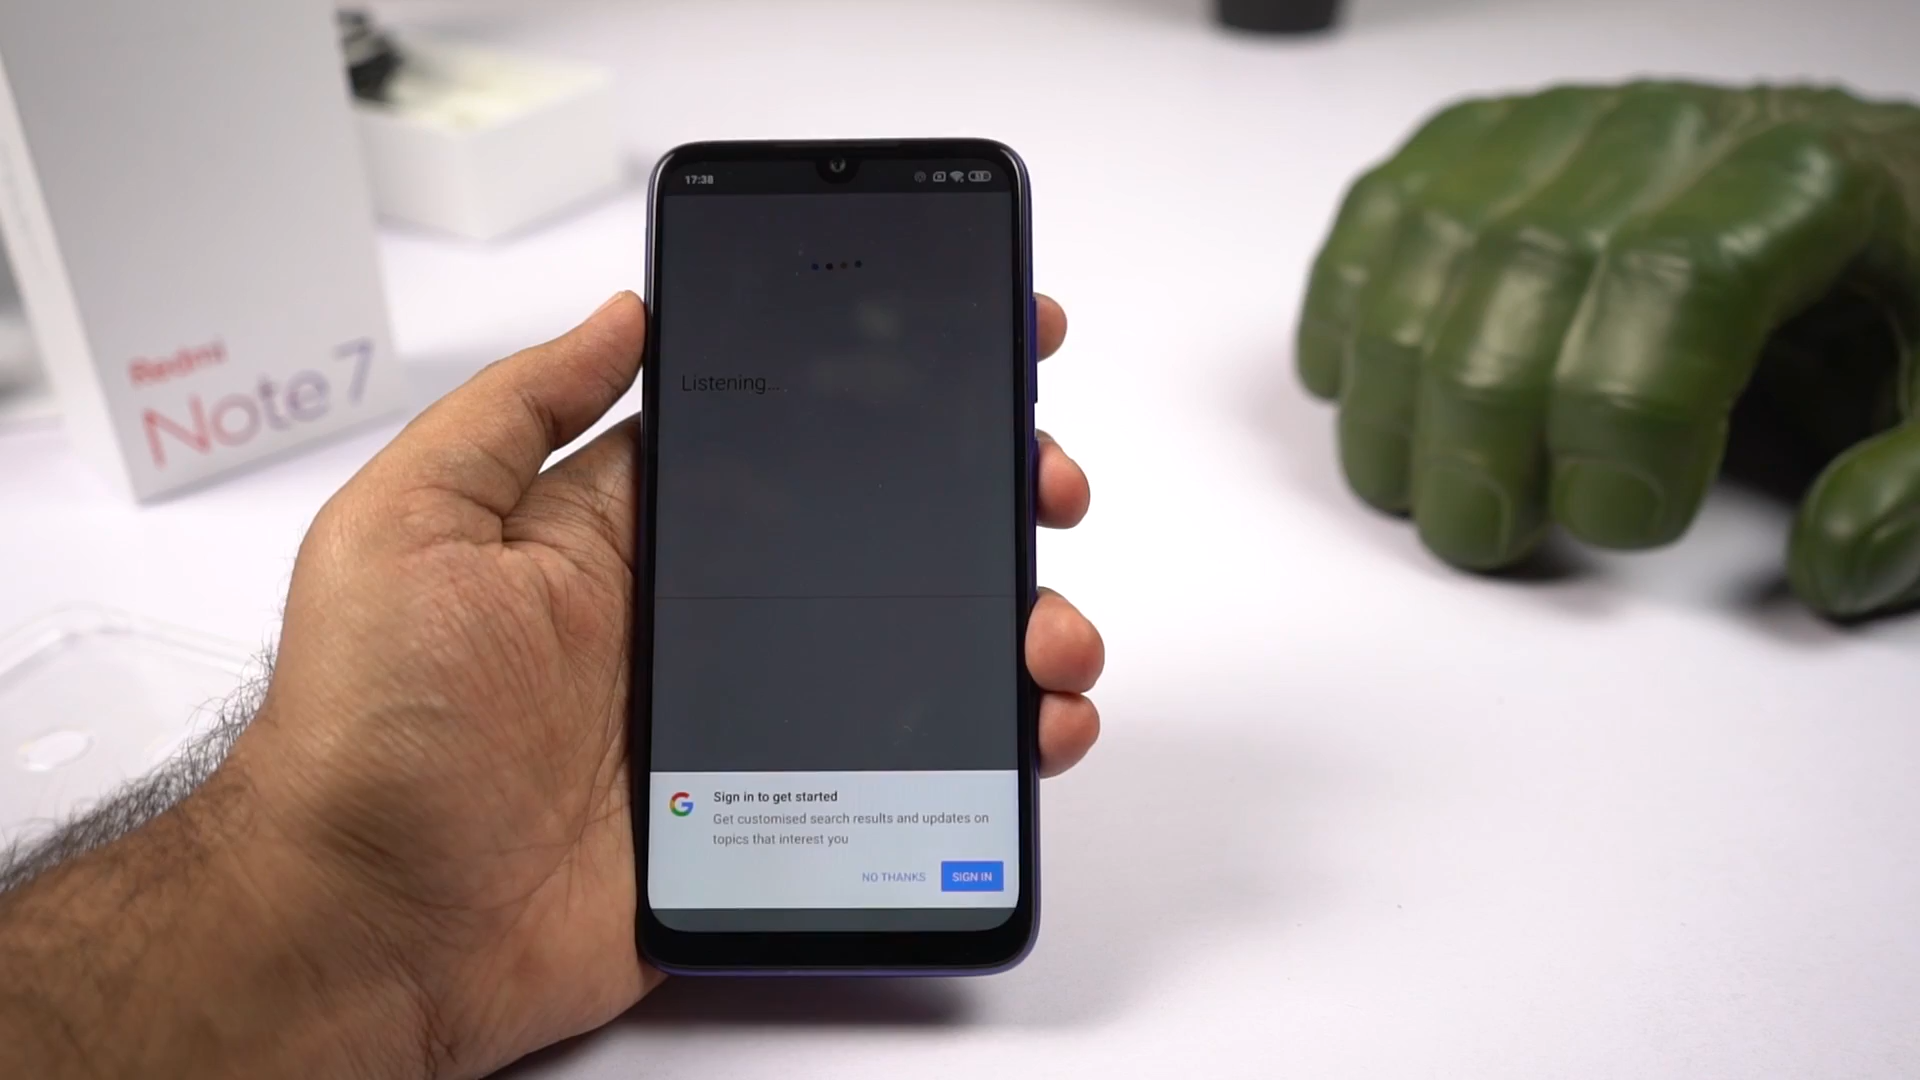 Redmi
Note 7
17:38
Listening...
Sign in to get started
Get customised search results and updates on
topics that interest you
NO THANKS
SIGN IN